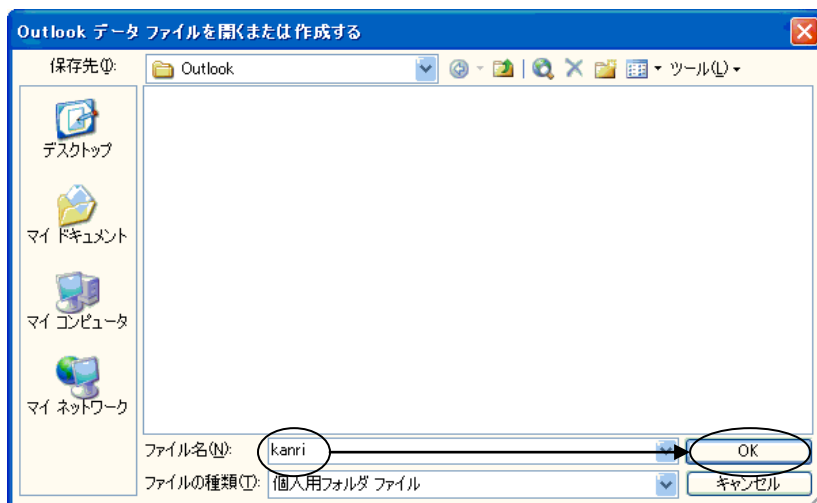 Outlook データ ファイルを開くまたは作成する
保存先(I):
Outlook
ツール(L)
デスクトップ
マイ ドキュメント
マイ コンピュータ
マイ ネットワーク
ファイル名(N): kanri OK
ファイルの種類(T): 個人用フォルダ ファイル キャンセル